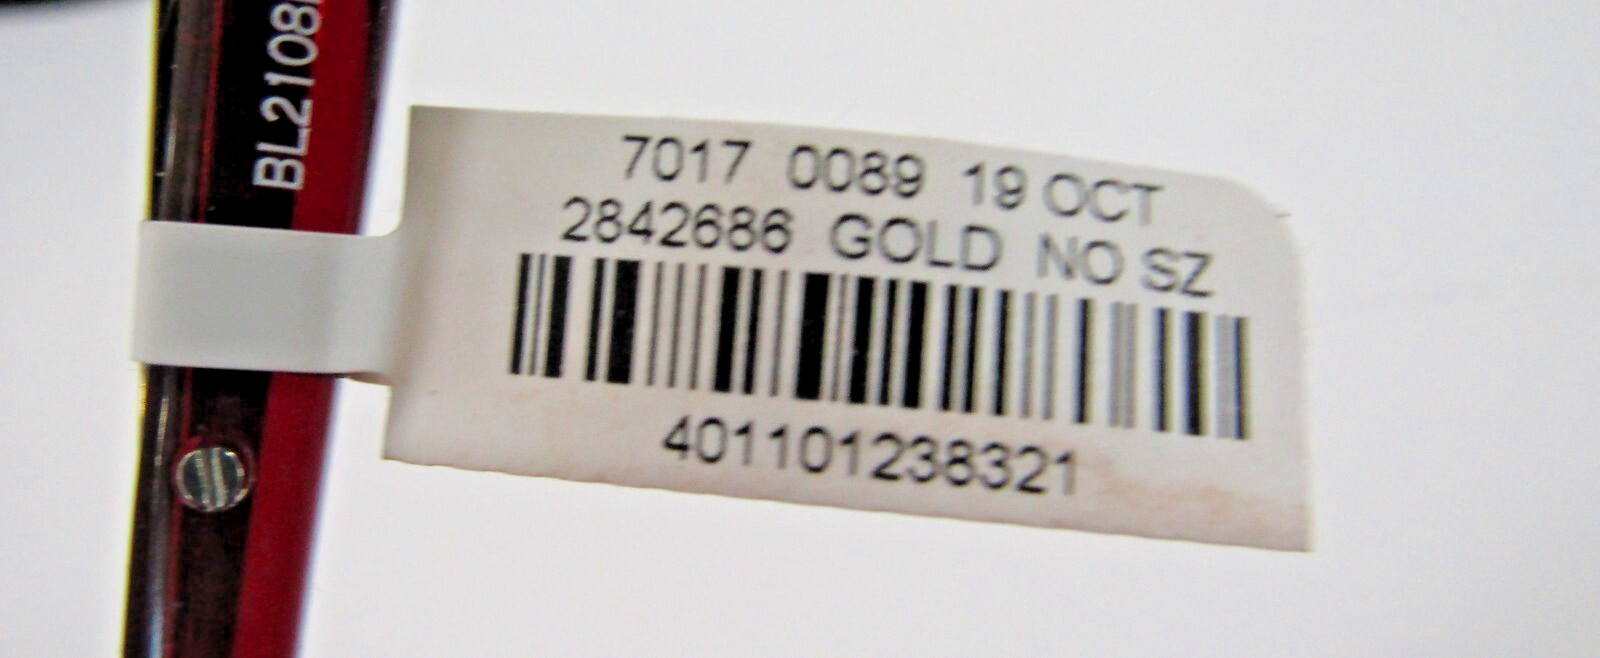 BL2108
7017 0089 19 OCT
2842686 GOLD NO SZ
401101238321